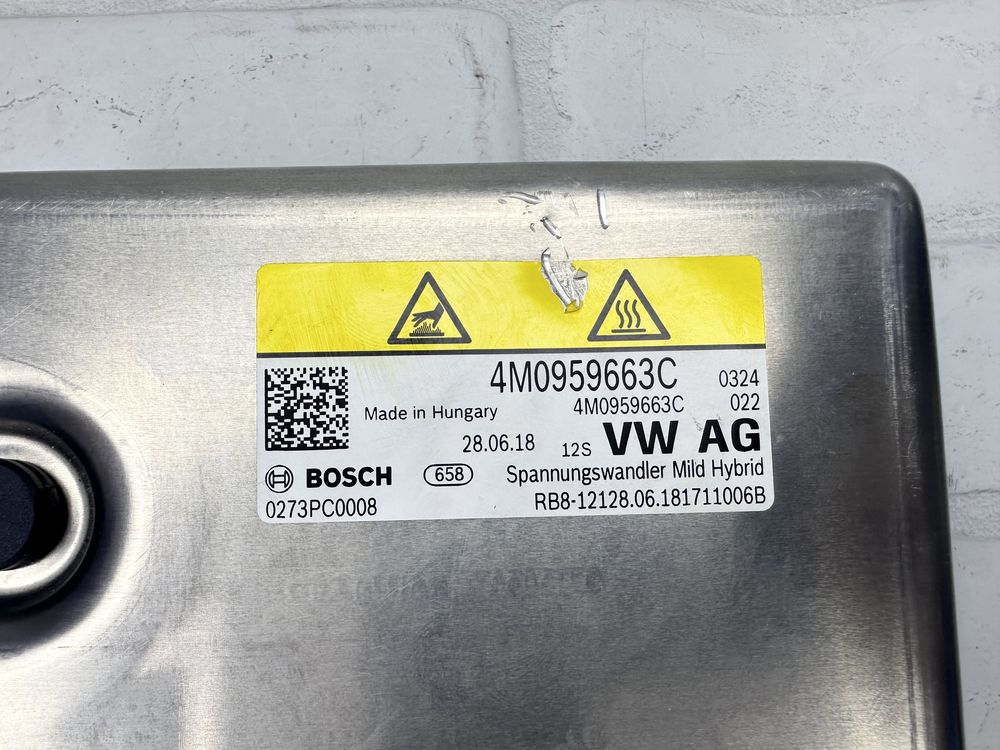 4M0959663C 0324
Made in Hungary 4M0959663C 022
28.06.18 12S VW AG
BOSCH 658 Spannungswandler Mild Hybrid
0273PC0008 RB8-12128.06.181711006B